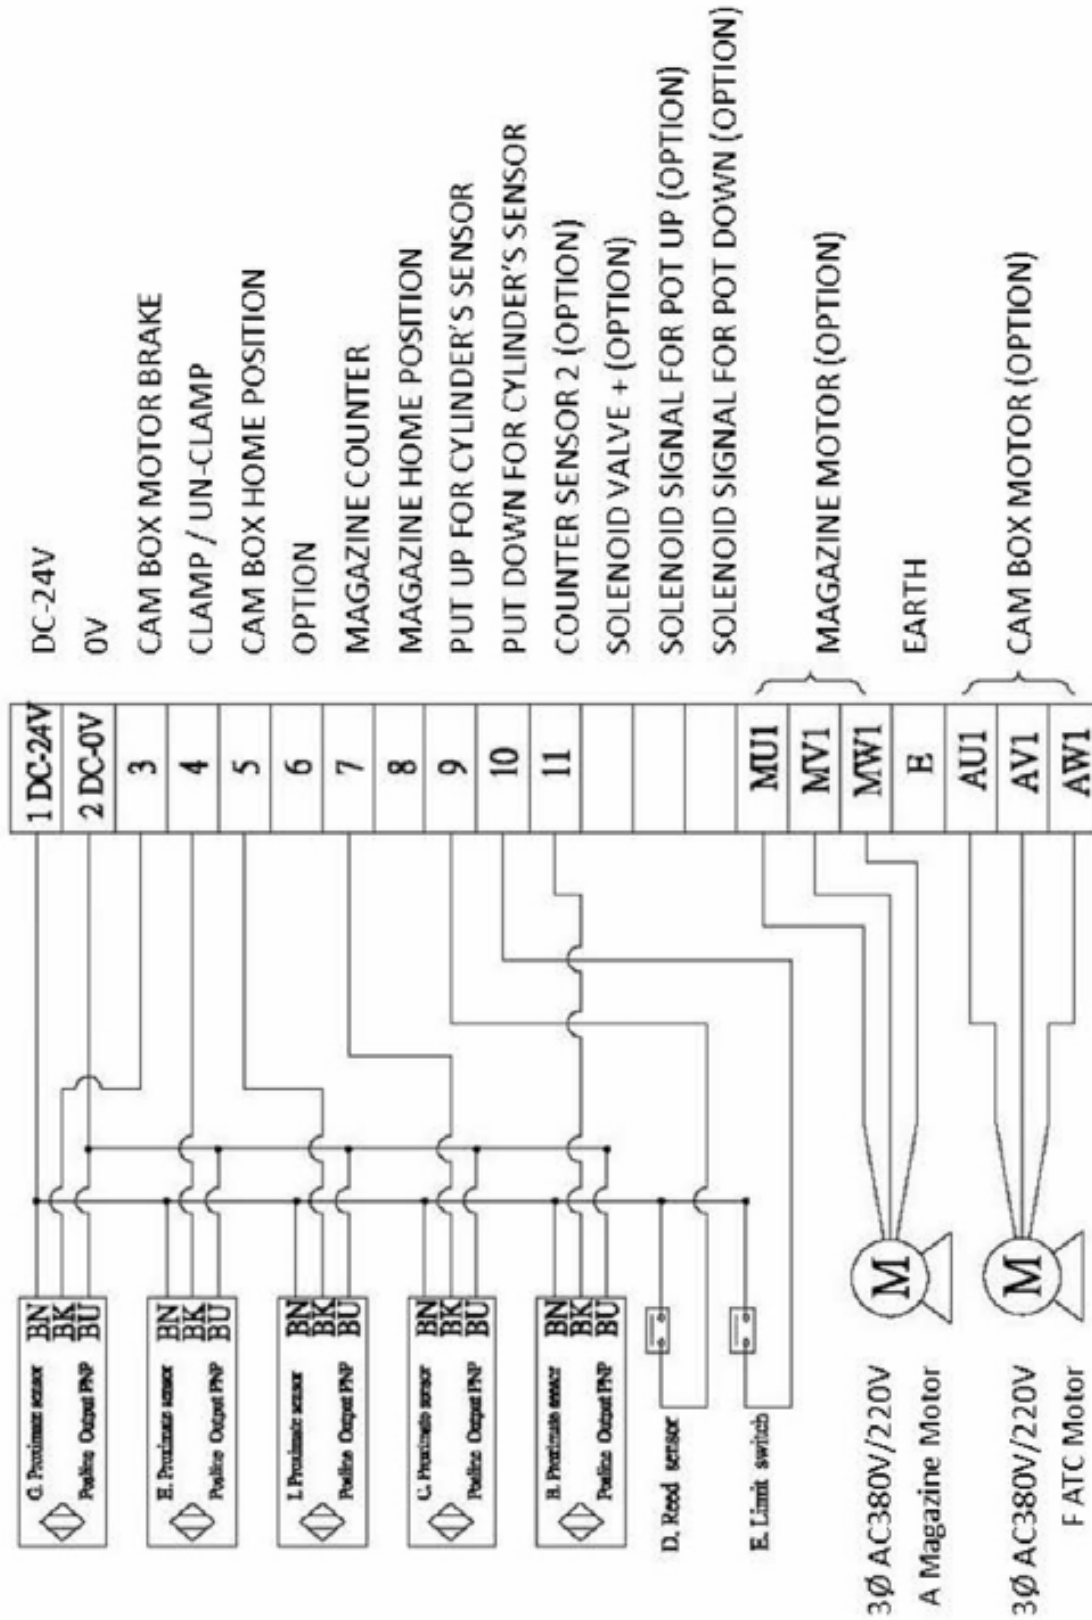 1 DC-24V
DC-24V
2 DC-0V
0V
3
CAM BOX MOTOR BRAKE
4
CLAMP / UN-CLAMP
5
CAM BOX HOME POSITION
6
OPTION
7
MAGAZINE COUNTER
8
MAGAZINE HOME POSITION
9
PUT UP FOR CYLINDER'S SENSOR
10
PUT DOWN FOR CYLINDER'S SENSOR
11
COUNTER SENSOR 2 (OPTION)
SOLENOID VALVE + (OPTION)
SOLENOID SIGNAL FOR POT UP (OPTION)
SOLENOID SIGNAL FOR POT DOWN (OPTION)
MU1
MV1
MW1
MAGAZINE MOTOR (OPTION)
E
EARTH
AU1
AV1
AW1
CAM BOX MOTOR (OPTION)
G. Proximate sensor
Positive Output PNP
BN
BK
BU
H. Proximate sensor
Positive Output PNP
BN
BK
BU
I. Proximate sensor
Positive Output PNP
BN
BK
BU
C. Proximate sensor
Positive Output PNP
BN
BK
BU
B. Proximate sensor
Positive Output PNP
BN
BK
BU
D. Reed sensor
E. Limit switch
M
3Ø AC380V/220V
A Magazine Motor
M
3Ø AC380V/220V
F ATC Motor